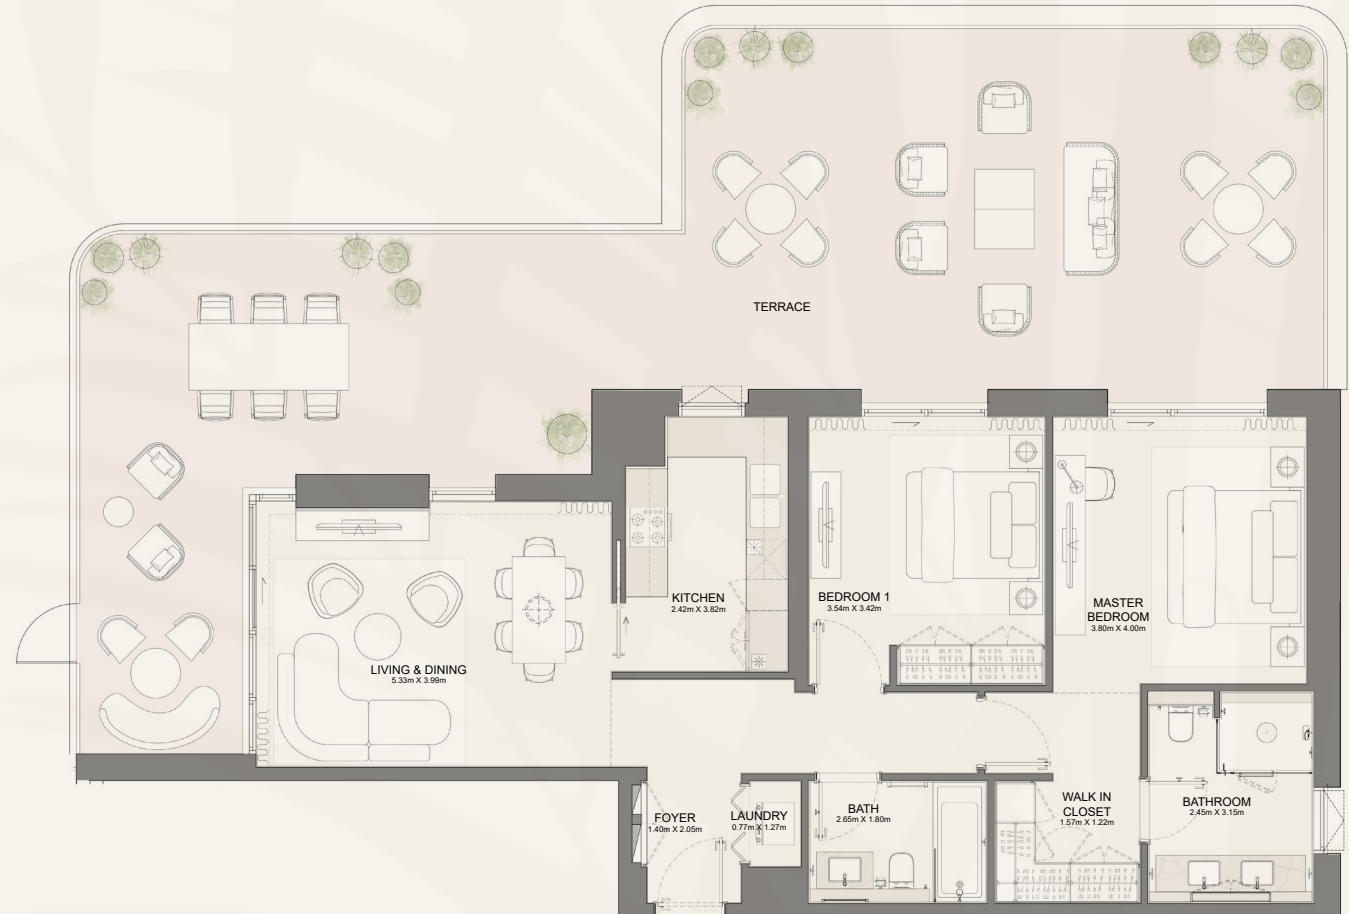 TERRACE
KITCHEN
2.42m X 3.82m
BEDROOM 1
3.54m X 3.42m
MASTER
BEDROOM
3.80m X 4.00m
LIVING & DINING
5.33m X 3.99m
FOYER
1.40m X 2.05m
LAUNDRY
0.77m X 1.27m
BATH
2.65m X 1.80m
WALK IN
CLOSET
1.57m X 1.22m
BATHROOM
2.45m X 3.15m